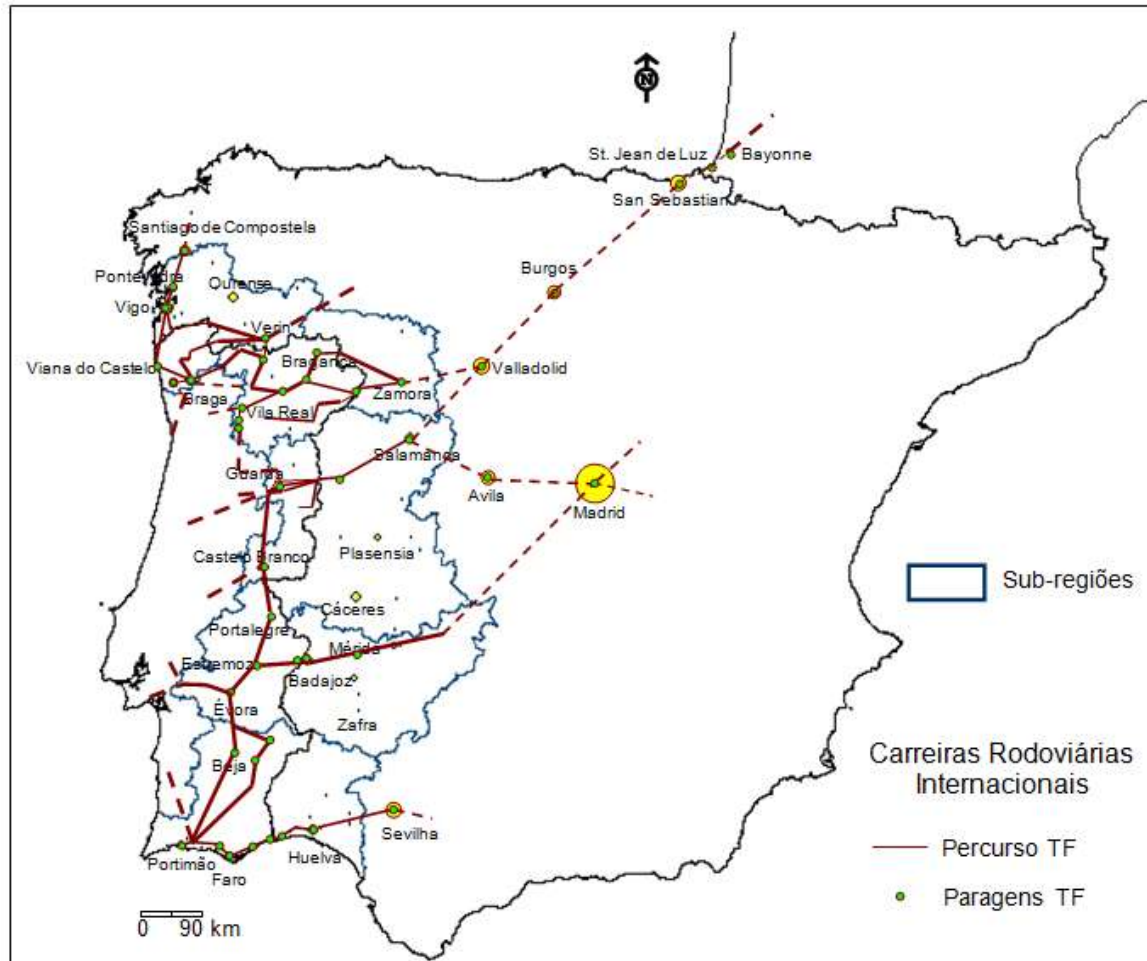 N
St. Jean de Luz
Bayonne
San Sebastian
Santiago de Compostela
Burgos
Pontevedra
Ourense
Vigo
Verin
Viana do Castelo
Bragança
Valladolid
Braga
Zamora
Vila Real
Salamanca
Guarda
Avila
Madrid
Castelo Branco
Plasensia
Sub-regiões
Cáceres
Portalegre
Estremoz
Mérida
Badajoz
Évora
Zafra
Carreiras Rodoviárias
Internacionais
Beja
Sevilha
Percurso TF
Huelva
Portimão
Faro
Paragens TF
0 90 km